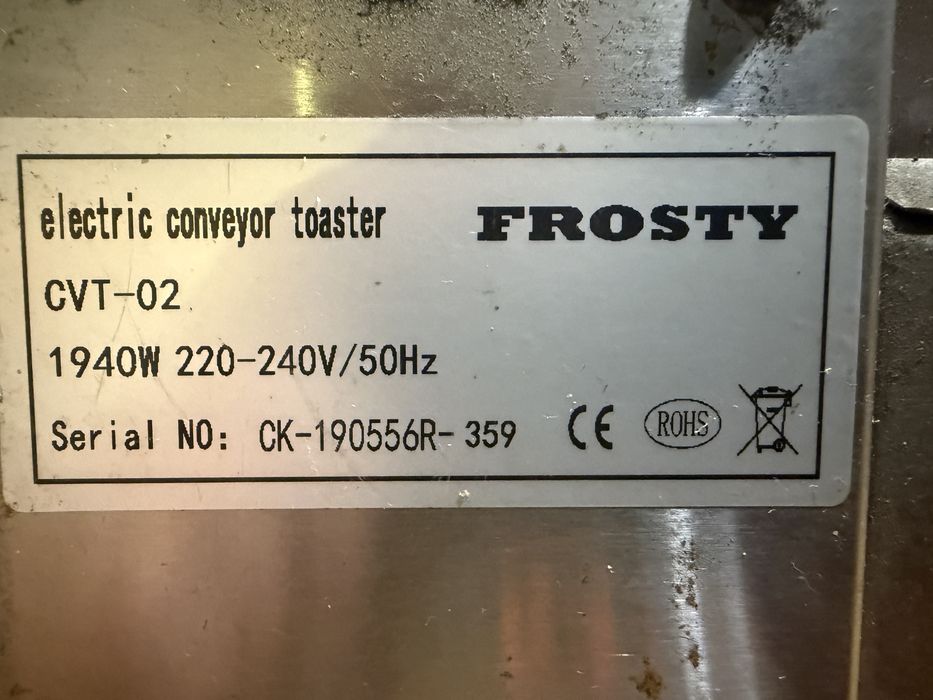 electric conveyor toaster FROSTY
CVT-02
1940W 220-240V/50Hz
Serial NO: CK-190556R-359 CE ROHS